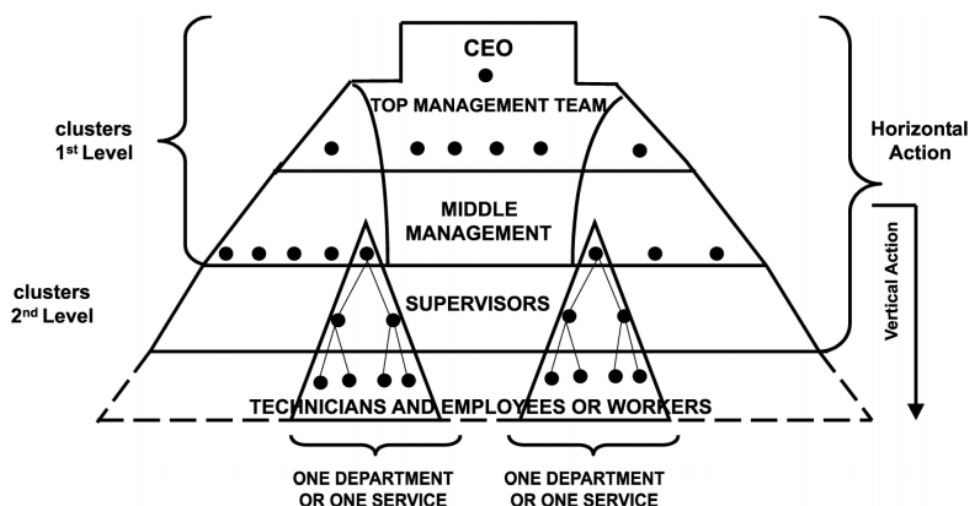 CEO
TOP MANAGEMENT TEAM
clusters
1st Level
Horizontal
Action
MIDDLE
MANAGEMENT
clusters
2nd Level
SUPERVISORS
Vertical Action
TECHNICIANS AND EMPLOYEES OR WORKERS
ONE DEPARTMENT
OR ONE SERVICE
ONE DEPARTMENT
OR ONE SERVICE